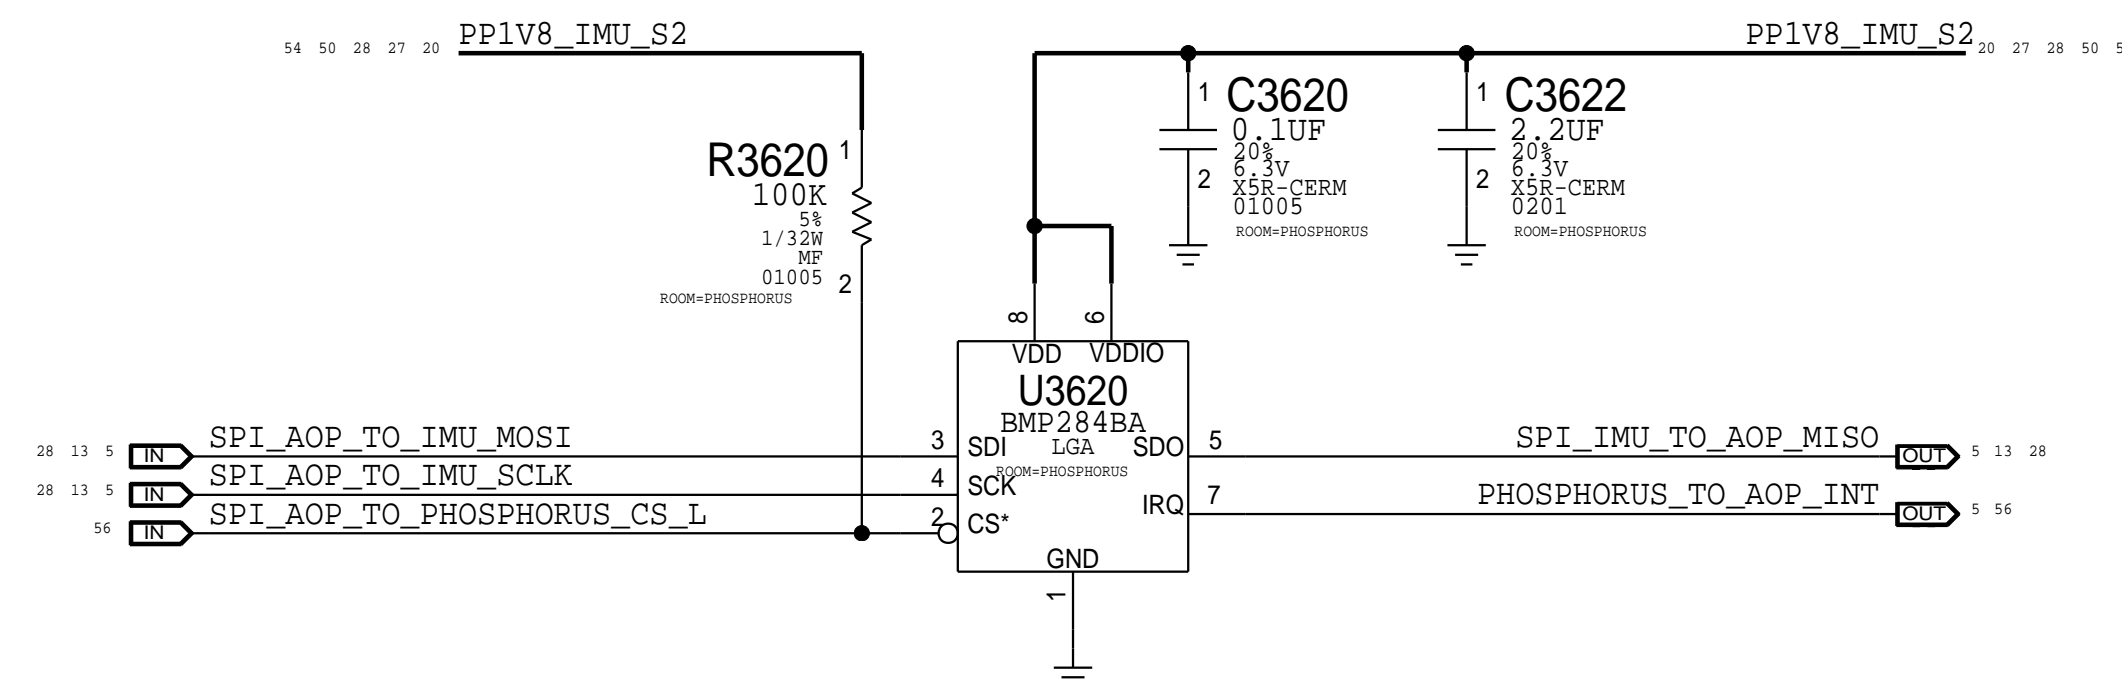 54 50 28 27 20 PP1V8_IMU_S2
PP1V8_IMU_S2 20 27 28 50
R3620 1
100K
5%
1/32W
MF
01005 2
ROOM=PHOSPHORUS
1 C3620
0.1UF
20%
6.3V
2 X5R-CERM
01005
ROOM=PHOSPHORUS
1 C3622
2.2UF
20%
6.3V
2 X5R-CERM
0201
ROOM=PHOSPHORUS
8 6
VDD VDDIO
U3620
BMP284BA
LGA
ROOM=PHOSPHORUS
28 13 5 IN SPI_AOP_TO_IMU_MOSI 3 SDI
28 13 5 IN SPI_AOP_TO_IMU_SCLK 4 SCK
56 IN SPI_AOP_TO_PHOSPHORUS_CS_L 2 CS*
SDO 5 SPI_IMU_TO_AOP_MISO OUT 5 13 28
IRQ 7 PHOSPHORUS_TO_AOP_INT OUT 5 56
GND
1